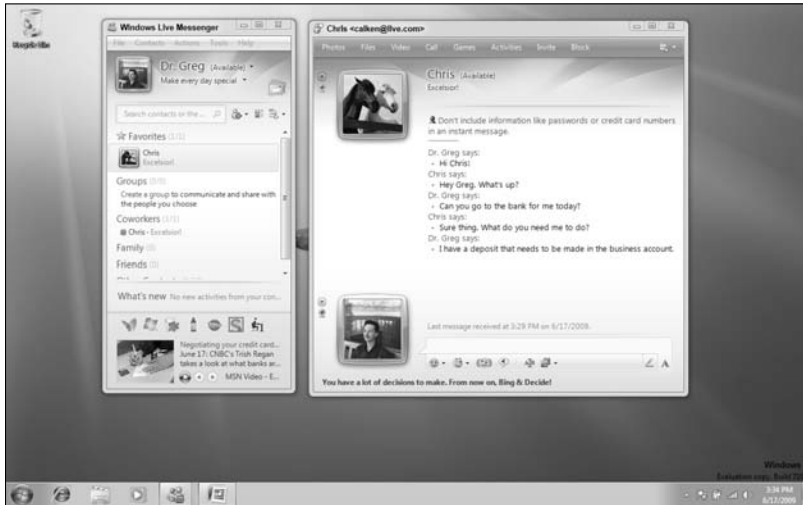 Recycle Bin
Windows Live Messenger
File Contacts Actions Tools Help
Dr. Greg (Available)
Make every day special
Search contacts or the ...
Favorites (1/1)
Chris
Excelsior!
Groups (0/0)
Create a group to communicate and share with
the people you choose
Coworkers (1/1)
Chris - Excelsior!
Family (0)
Friends (0)
What's new No new activities from your con...
Negotiating your credit card...
June 17: CNBC's Trish Regan
takes a look at what banks ar...
MSN Video - E...
Chris <calken@live.com>
Photos Files Video Call Games Activities Invite Block
Chris (Available)
Excelsior!
Don't include information like passwords or credit card numbers
in an instant message.
Dr. Greg says:
Hi Chris!
Chris says:
Hey Greg. What's up?
Dr. Greg says:
Can you go to the bank for me today?
Chris says:
Sure thing. What do you need me to do?
Dr. Greg says:
I have a deposit that needs to be made in the business account.
Last message received at 3:29 PM on 6/17/2009.
A
You have a lot of decisions to make. From now on, Bing & Decide!
Windows
Evaluation copy. Build
3:34 PM
6/17/2009